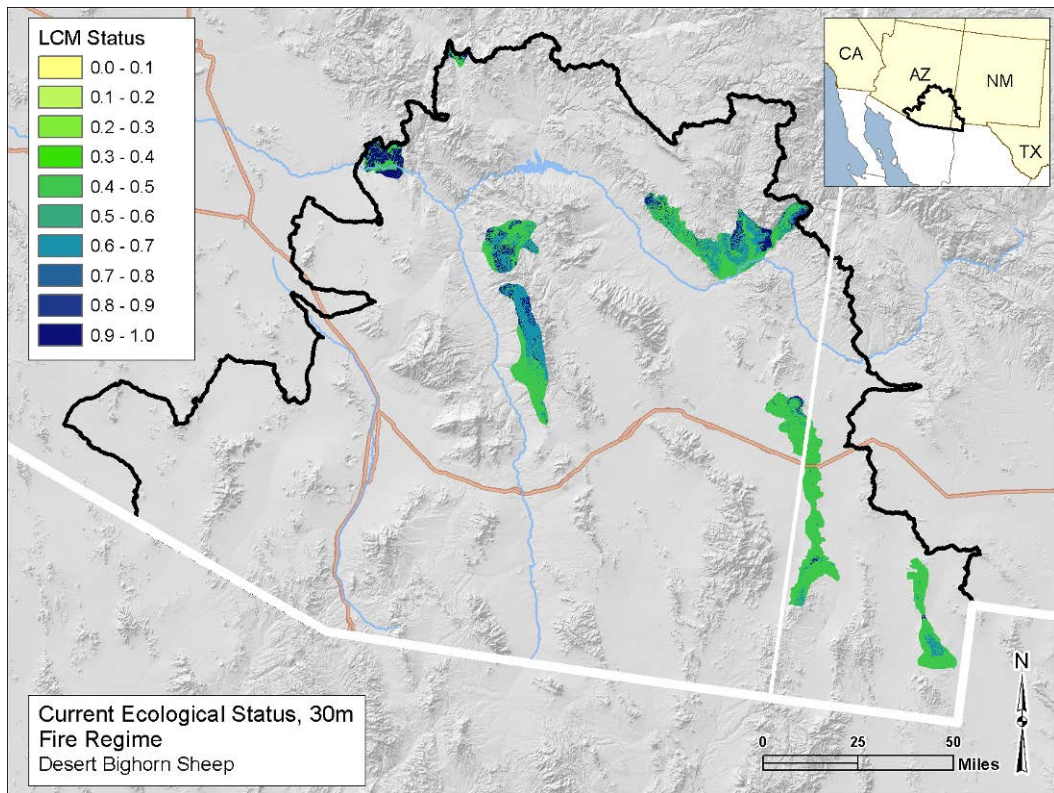 LCM Status
0.0 - 0.1
0.1 - 0.2
0.2 - 0.3
0.3 - 0.4
0.4 - 0.5
0.5 - 0.6
0.6 - 0.7
0.7 - 0.8
0.8 - 0.9
0.9 - 1.0
CA
AZ
NM
TX
Current Ecological Status, 30m
Fire Regime
Desert Bighorn Sheep
N
0 25 50
Miles